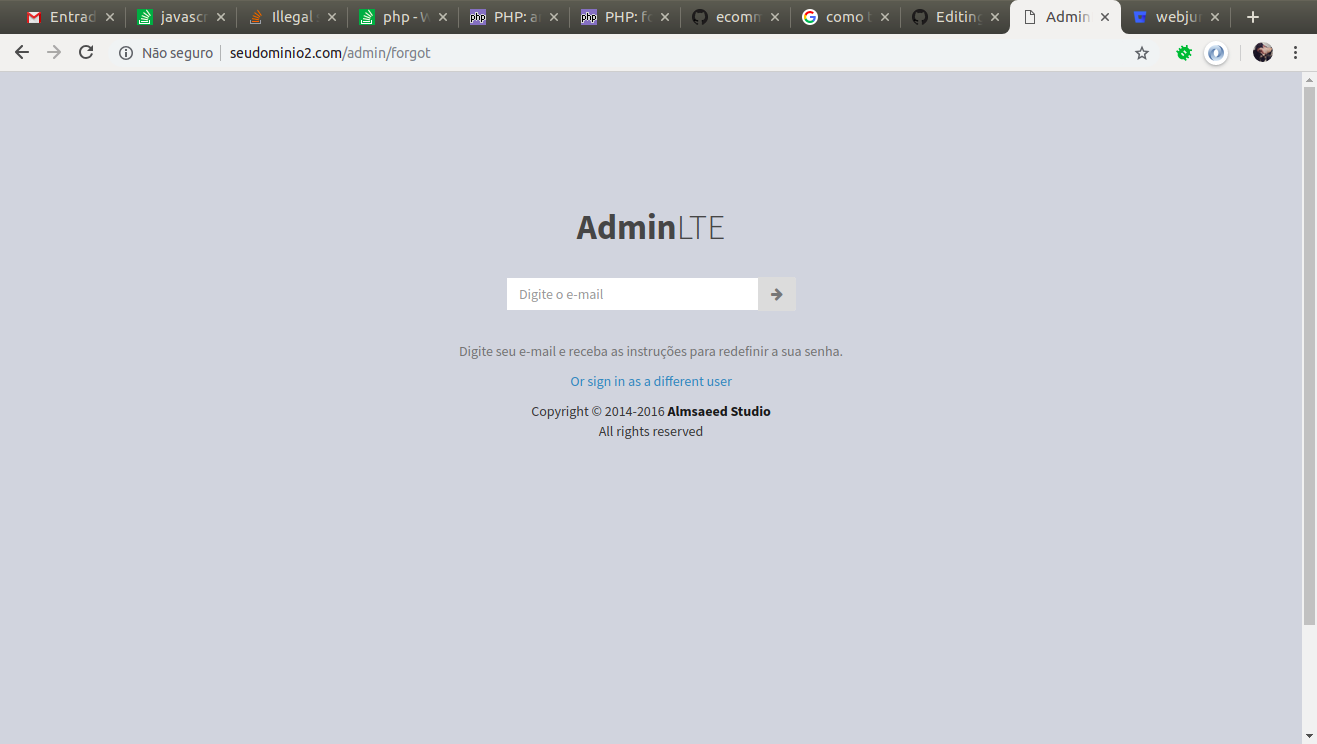 Entrad
javascr
Illegal
php - W
PHP: a
PHP: fo
ecomm
como
Editing
Admin
webju
Não seguro
seudominio2.com/admin/forgot
AdminLTE
Digite o e-mail
Digite seu e-mail e receba as instruções para redefinir a sua senha.
Or sign in as a different user
Copyright © 2014-2016 Almsaeed Studio
All rights reserved